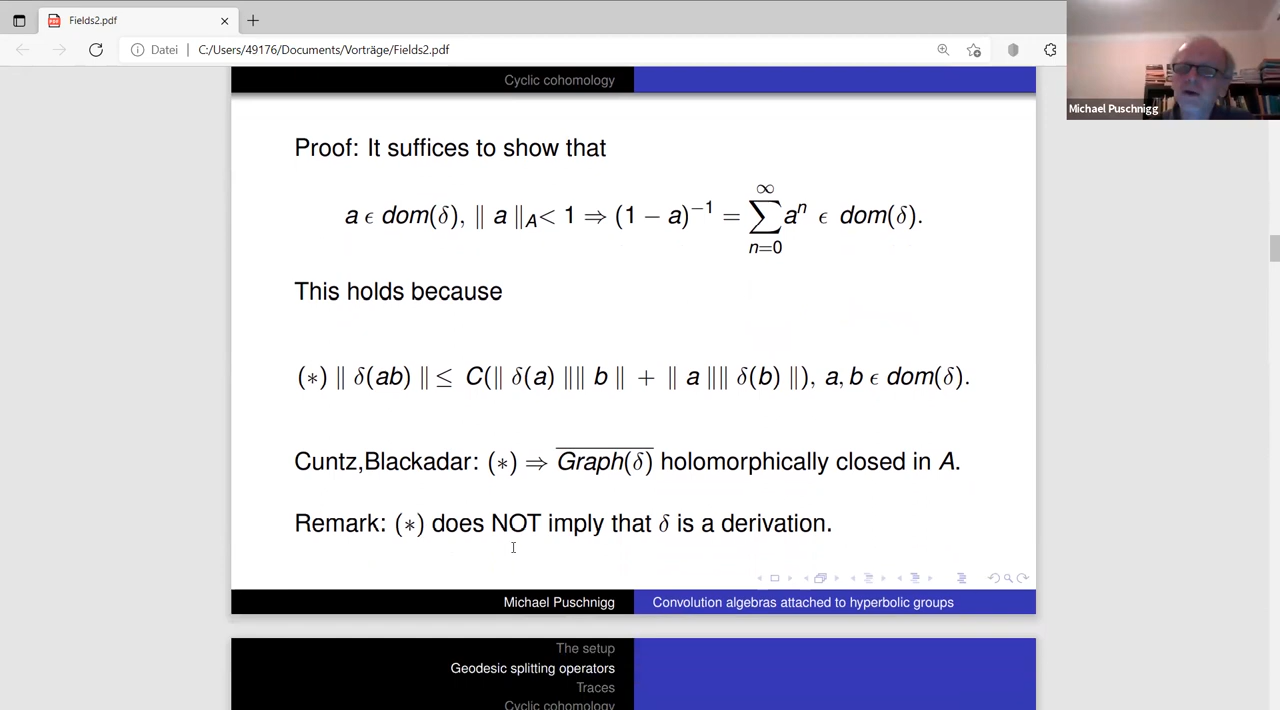 Fields2.pdf
Datei
C:/Users/49176/Documents/Vorträge/Fields2.pdf
Michael Puschnigg
Cyclic cohomology
Proof: It suffices to show that
a ϵ dom(δ), ‖ a ‖_A < 1 ⇒ (1 − a)^{−1} = ∑_{n=0}^{∞} a^n ϵ dom(δ).
This holds because
(∗) ‖ δ(ab) ‖ ≤ C(‖ δ(a) ‖‖ b ‖ + ‖ a ‖‖ δ(b) ‖), a, b ϵ dom(δ).
Cuntz,Blackadar: (∗) ⇒ \overline{Graph(δ)} holomorphically closed in A.
Remark: (∗) does NOT imply that δ is a derivation.
Michael Puschnigg
Convolution algebras attached to hyperbolic groups
The setup
Geodesic splitting operators
Traces
Cyclic cohomology